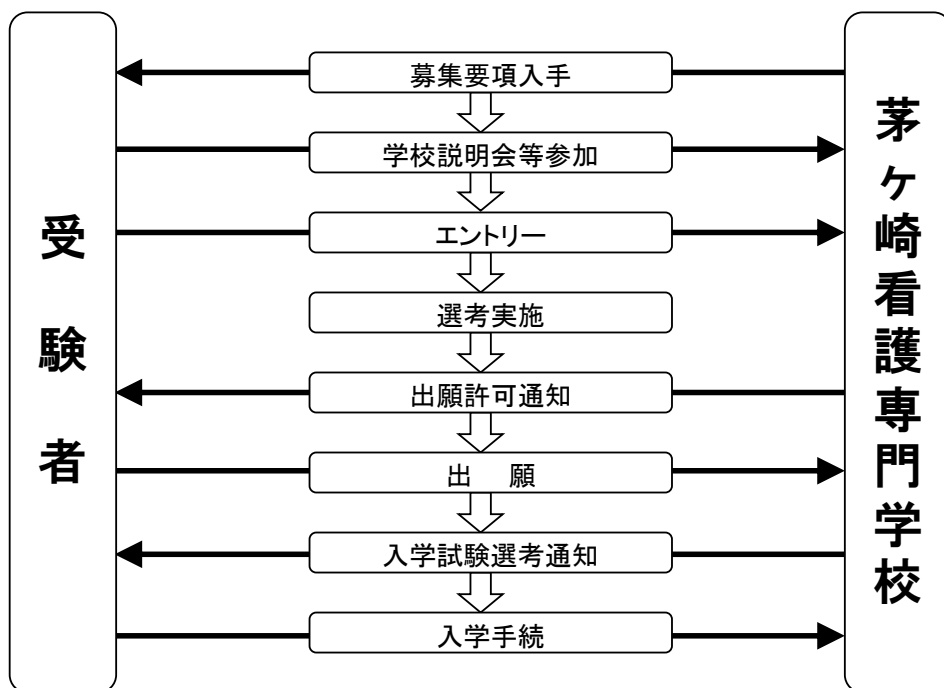 受験者
募集要項入手
学校説明会等参加
エントリー
選考実施
出願許可通知
出 願
入学試験選考通知
入学手続
茅ヶ崎看護専門学校